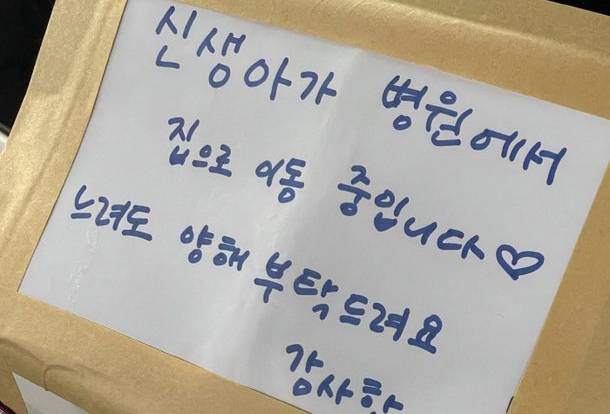 신생아가 병원에서
집으로 이동 중입니다♡
느려도 양해 부탁드려요
감사합